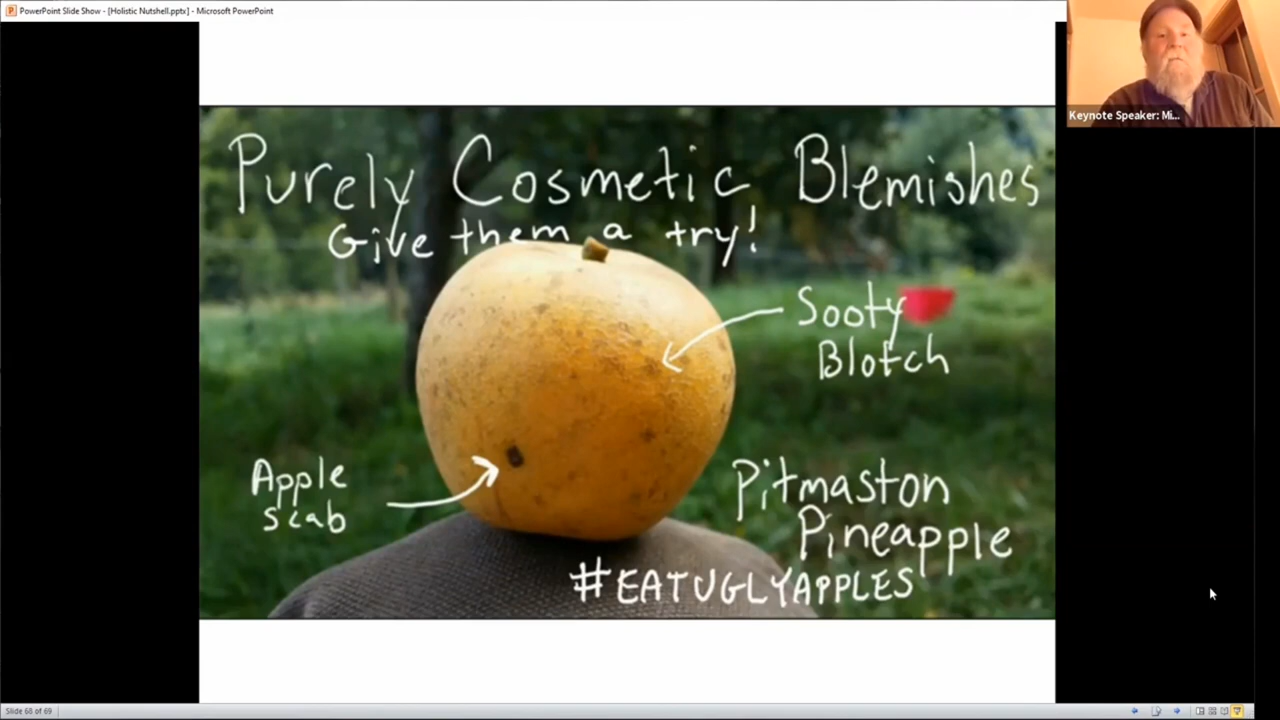 PowerPoint Slide Show - [Holistic Nutshell.pptx] - Microsoft PowerPoint
Keynote Speaker: Mi...
Purely Cosmetic Blemishes
Give them a try!
Sooty
Blotch
Apple
scab
Pitmaston
Pineapple
#EATUGLYAPPLES
Slide 68 of 69